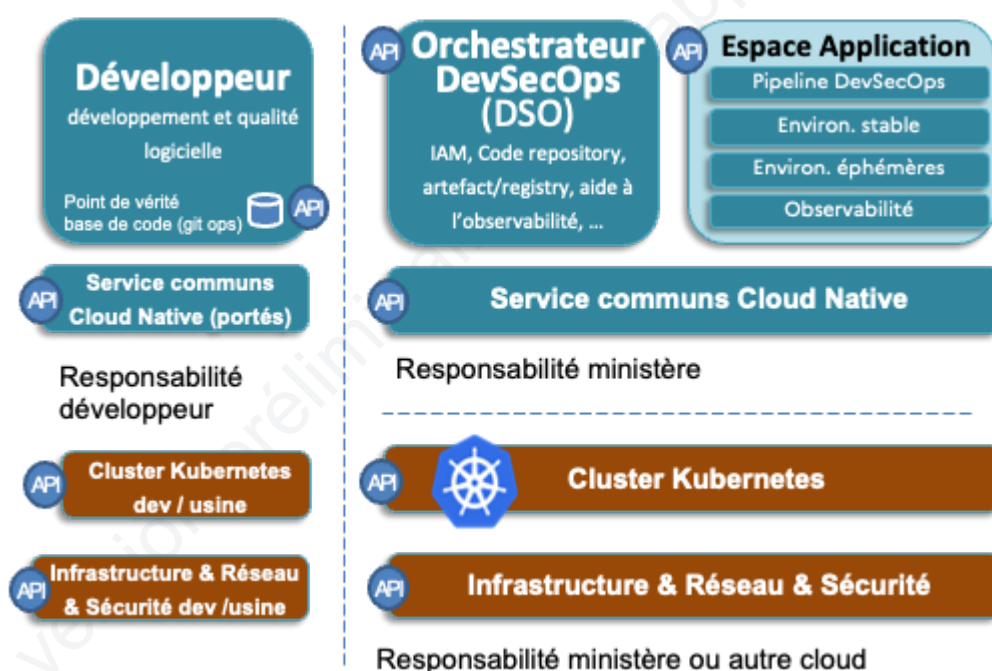 Développeur
développement et qualité
logicielle
Point de vérité
base de code (git ops)
API
API
Service communs
Cloud Native (portés)
Responsabilité
développeur
API
Cluster Kubernetes
dev / usine
API
Infrastructure & Réseau
& Sécurité dev /usine
API
Orchestrateur
DevSecOps
(DSO)
IAM, Code repository,
artefact/registry, aide à
l'observabilité, ...
API
Espace Application
Pipeline DevSecOps
Environ. stable
Environ. éphémères
Observabilité
API
Service communs Cloud Native
Responsabilité ministère
API
Cluster Kubernetes
API
Infrastructure & Réseau & Sécurité
Responsabilité ministère ou autre cloud